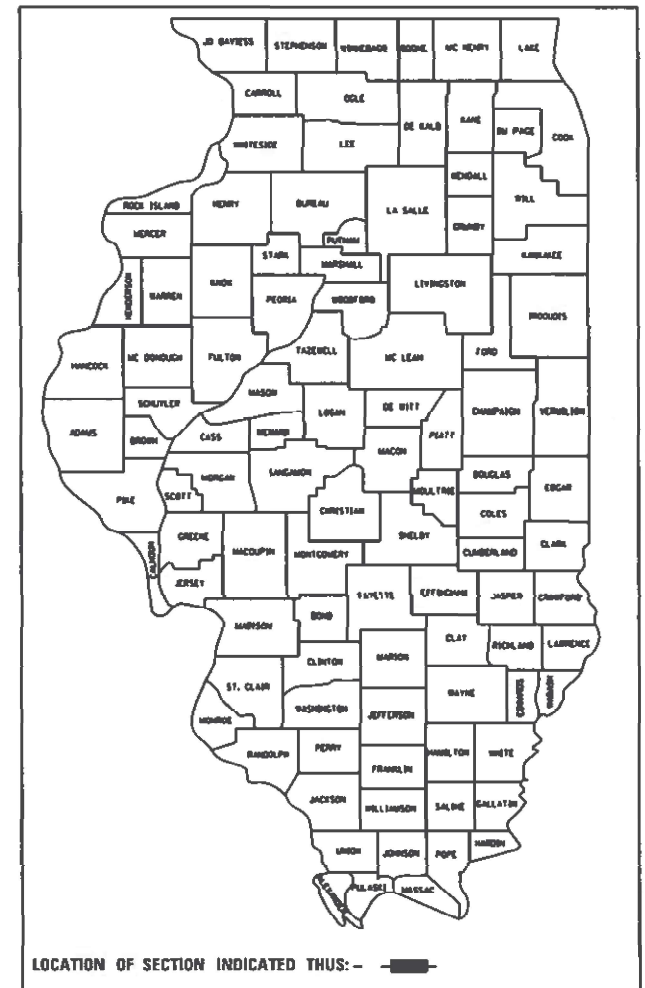 JO DAVIESS STEPHENSON WINNEBAGO BOONE MC HENRY LAKE
CARROLL OGLE
DE KALB KANE DU PAGE COOK
WHITESIDE LEE
KENDALL WILL
ROCK ISLAND HENRY BUREAU LA SALLE GRUNDY
MERCER PUTNAM
STARK MARSHALL KANKAKEE
HENDERSON WARREN KNOX PEORIA WOODFORD LIVINGSTON
IROQUOIS
HANCOCK MC DONOUGH FULTON TAZEWELL MC LEAN FORD
MASON
SCHUYLER LOGAN DE WITT CHAMPAIGN VERMILION
ADAMS BROWN CASS MENARD PIATT
MACON
PIKE SCOTT MORGAN SANGAMON MOULTRIE DOUGLAS EDGAR
CHRISTIAN COLES
CALHOUN GREENE MACOUPIN MONTGOMERY SHELBY CUMBERLAND CLARK
JERSEY FAYETTE EFFINGHAM JASPER CRAWFORD
MADISON BOND
CLAY RICHLAND LAWRENCE
CLINTON MARION
ST. CLAIR WAYNE EDWARDS WABASH
MONROE WASHINGTON JEFFERSON
RANDOLPH PERRY HAMILTON WHITE
FRANKLIN
JACKSON WILLIAMSON SALINE GALLATIN
UNION JOHNSON POPE HARDIN
ALEXANDER PULASKI MASSAC
LOCATION OF SECTION INDICATED THUS: -